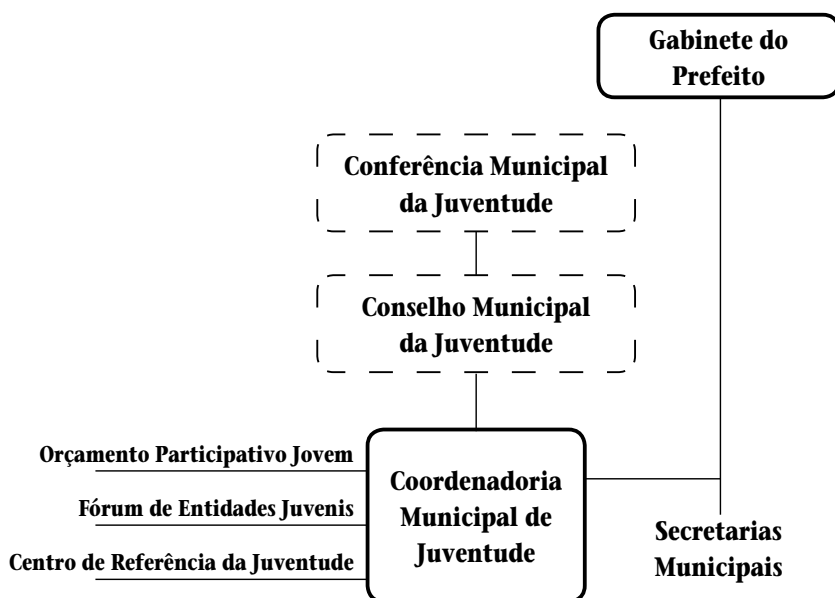 Gabinete do
Prefeito
Conferência Municipal
da Juventude
Conselho Municipal
da Juventude
Orçamento Participativo Jovem
Fórum de Entidades Juvenis
Centro de Referência da Juventude
Coordenadoria
Municipal de
Juventude
Secretarias
Municipais